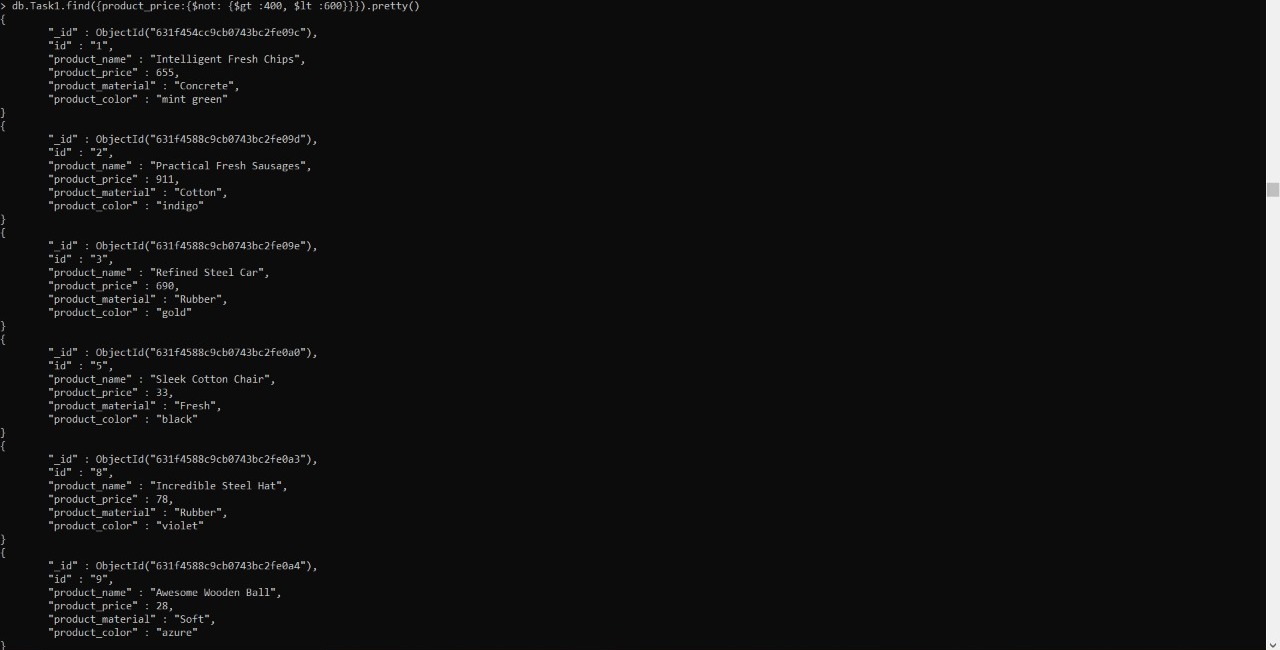 > db.Task1.find({product_price:{$not: {$gt :400, $lt :600}}}).pretty()
{
        "_id" : ObjectId("631f454cc9cb0743bc2fe09c"),
        "id" : "1",
        "product_name" : "Intelligent Fresh Chips",
        "product_price" : 655,
        "product_material" : "Concrete",
        "product_color" : "mint green"
}
{
        "_id" : ObjectId("631f4588c9cb0743bc2fe09d"),
        "id" : "2",
        "product_name" : "Practical Fresh Sausages",
        "product_price" : 911,
        "product_material" : "Cotton",
        "product_color" : "indigo"
}
{
        "_id" : ObjectId("631f4588c9cb0743bc2fe09e"),
        "id" : "3",
        "product_name" : "Refined Steel Car",
        "product_price" : 690,
        "product_material" : "Rubber",
        "product_color" : "gold"
}
{
        "_id" : ObjectId("631f4588c9cb0743bc2fe0a0"),
        "id" : "5",
        "product_name" : "Sleek Cotton Chair",
        "product_price" : 33,
        "product_material" : "Fresh",
        "product_color" : "black"
}
{
        "_id" : ObjectId("631f4588c9cb0743bc2fe0a3"),
        "id" : "8",
        "product_name" : "Incredible Steel Hat",
        "product_price" : 78,
        "product_material" : "Rubber",
        "product_color" : "violet"
}
{
        "_id" : ObjectId("631f4588c9cb0743bc2fe0a4"),
        "id" : "9",
        "product_name" : "Awesome Wooden Ball",
        "product_price" : 28,
        "product_material" : "Soft",
        "product_color" : "azure"
}